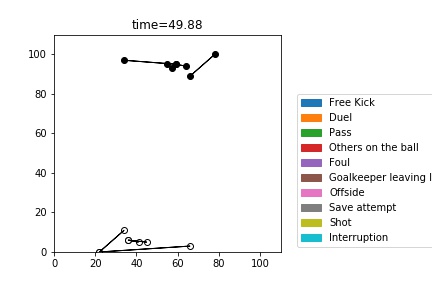 time=49.88
100
80
60
40
20
0
0 20 40 60 80 100
Free Kick
Duel
Pass
Others on the ball
Foul
Goalkeeper leaving l
Offside
Save attempt
Shot
Interruption